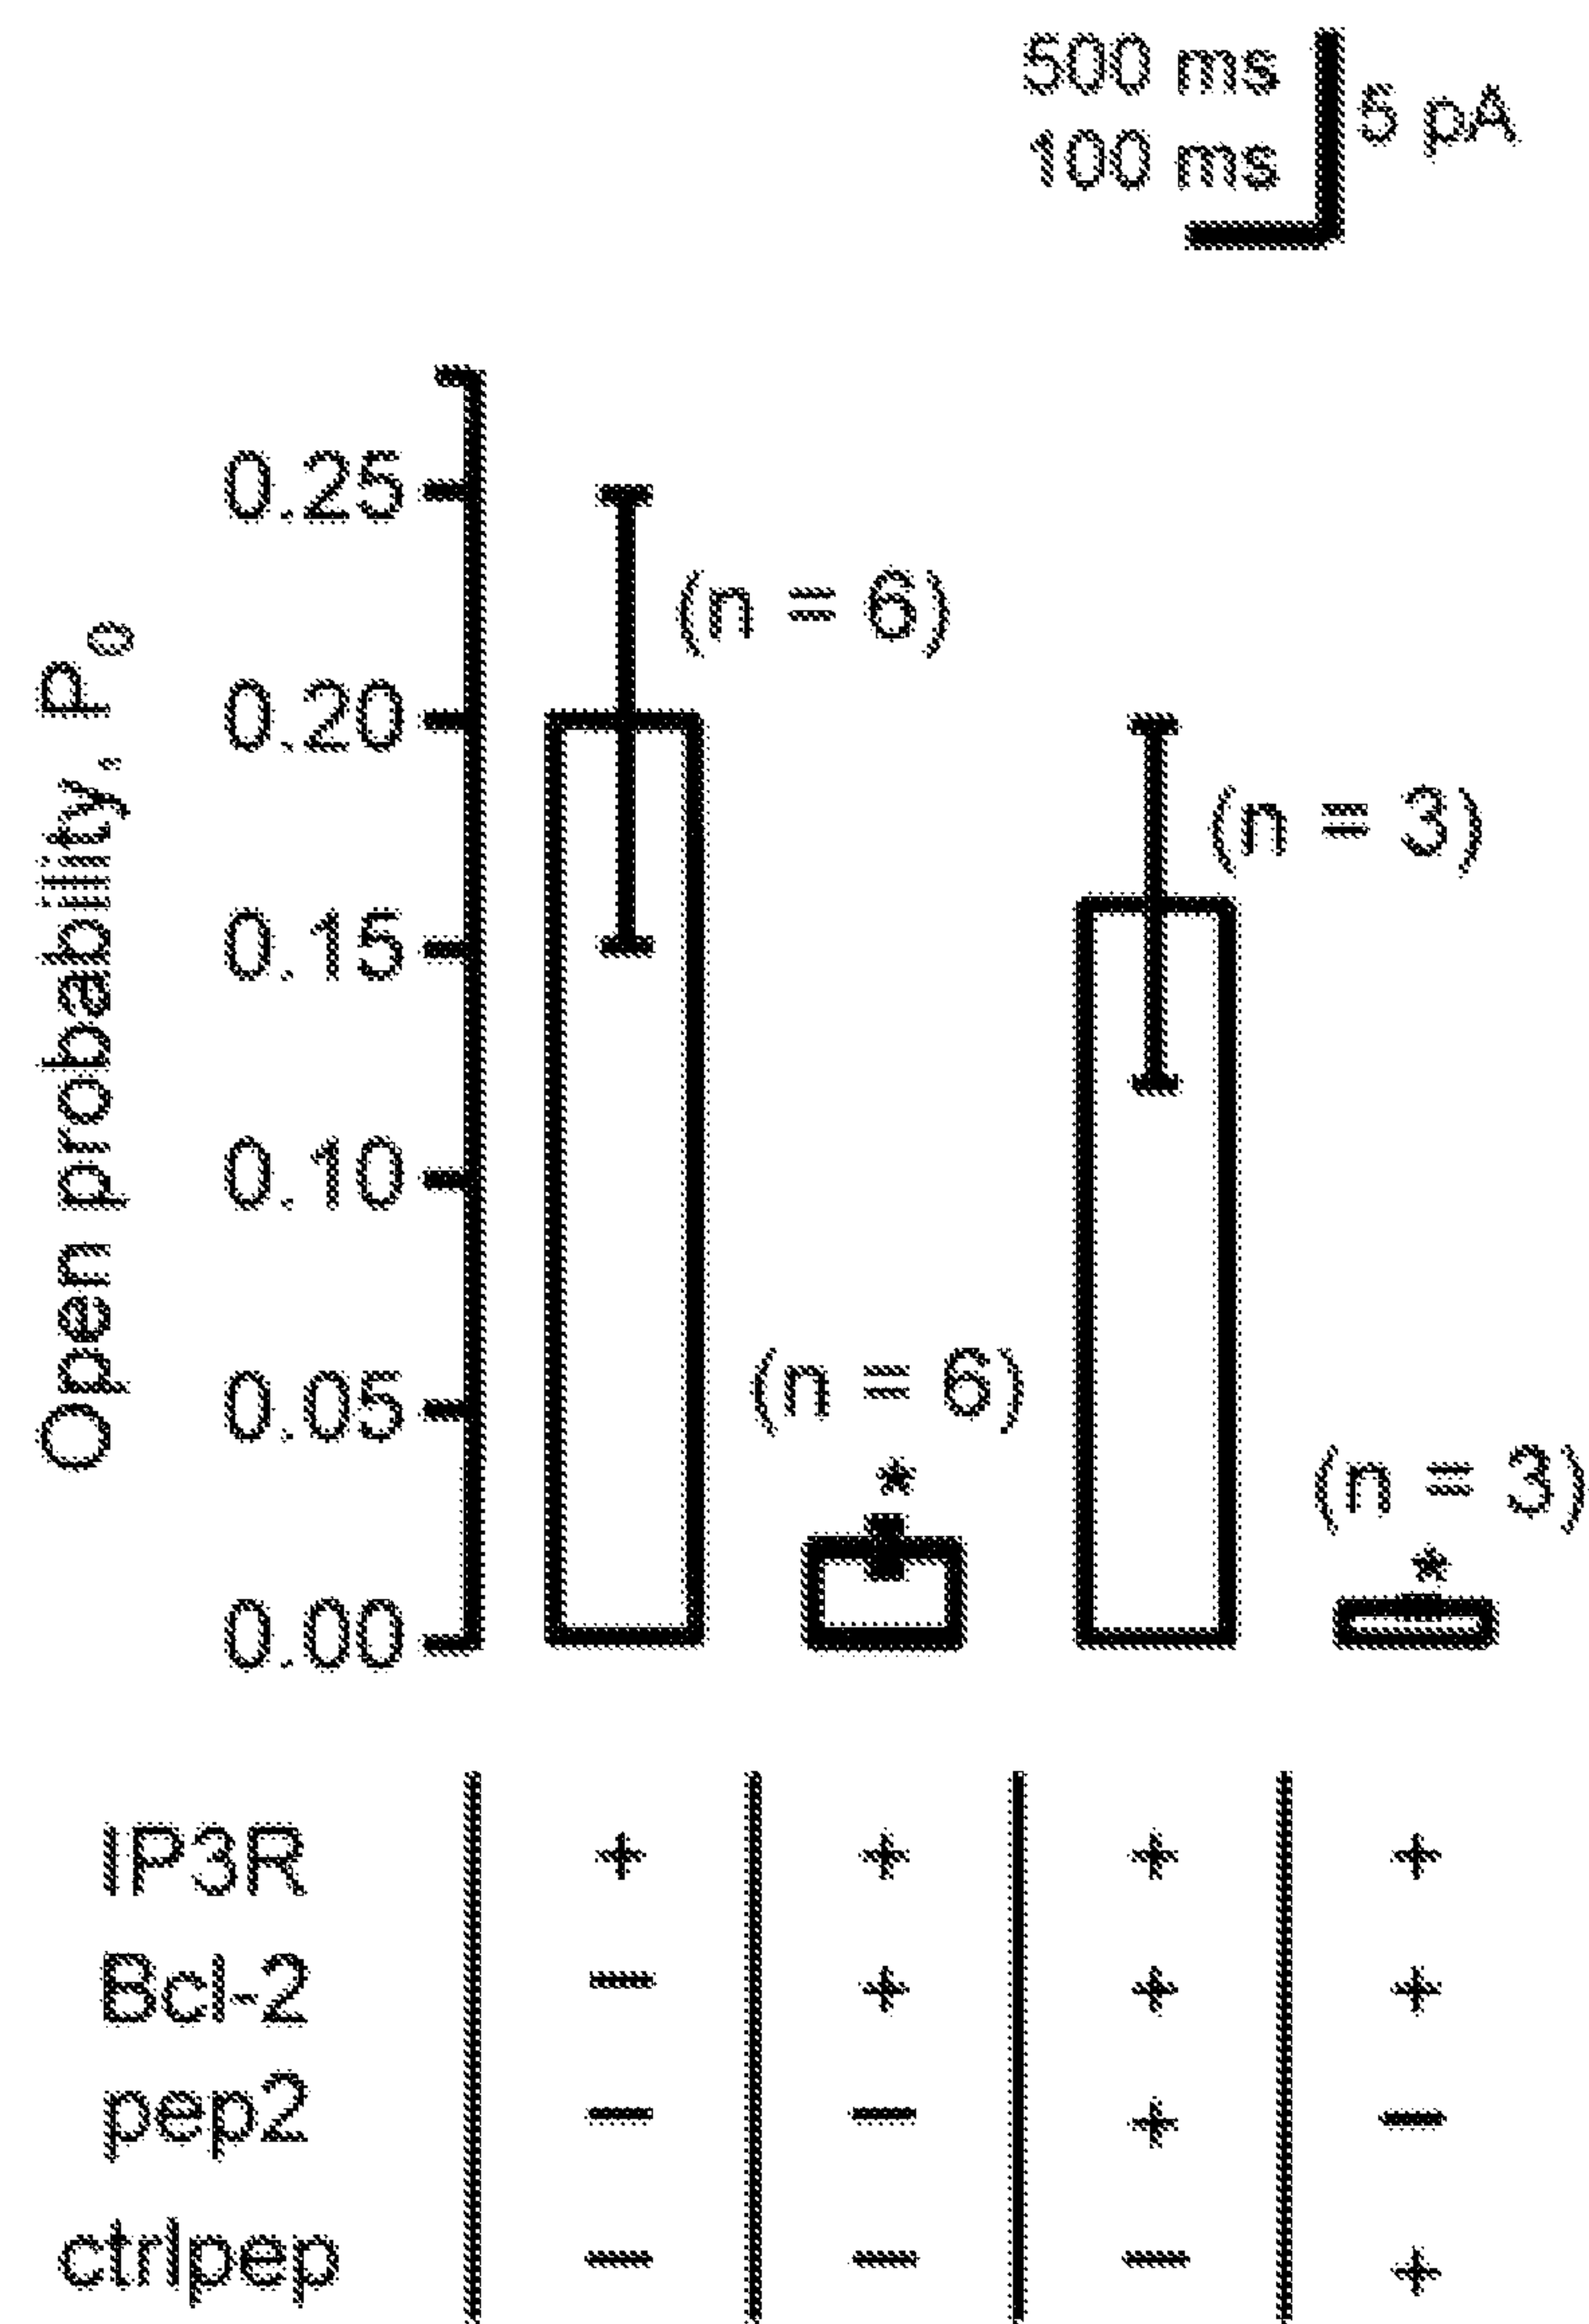 500 ms
100 ms
5 pA
Open probability, Po
0.25
0.20
0.15
0.10
0.05
0.00
(n = 6)
(n = 6)
*
(n = 3)
(n = 3)
*
IP3R + + + +
Bcl-2 − + + +
pep2 − − + −
ctrlpep − − − +